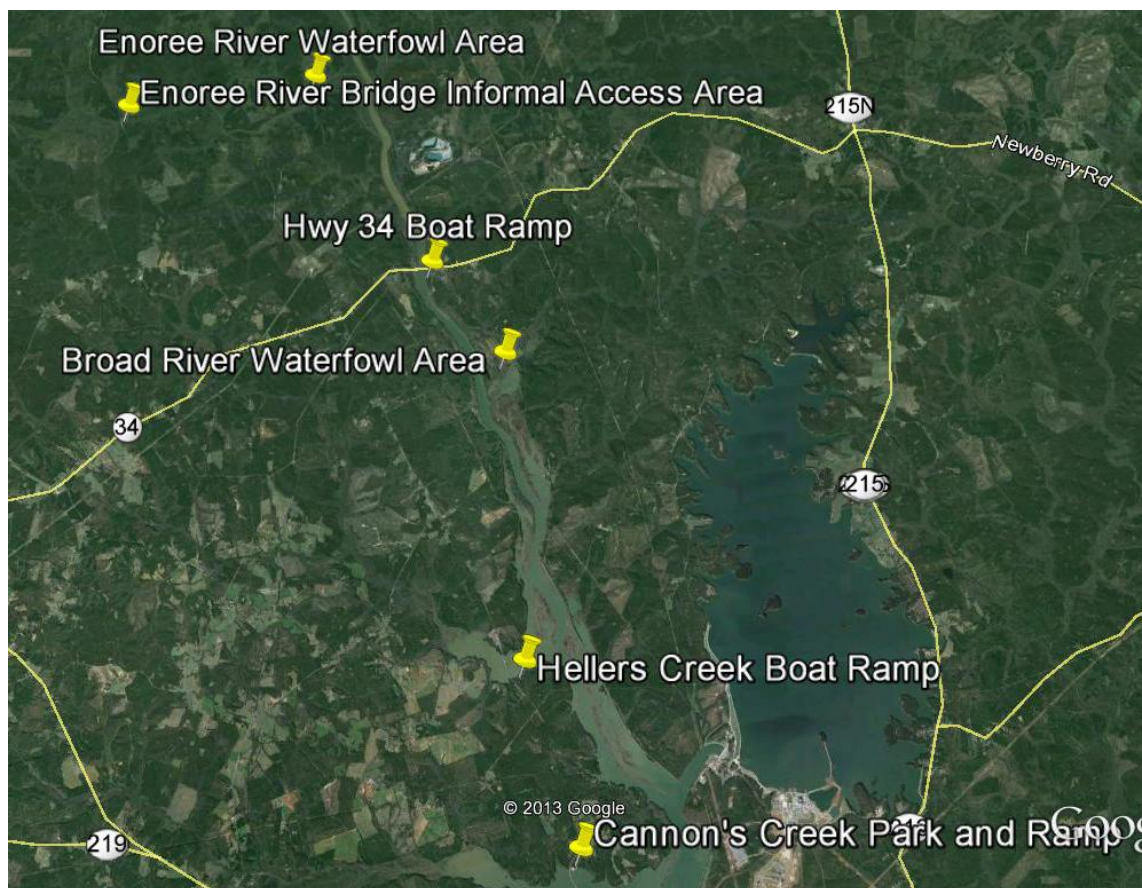 Enoree River Waterfowl Area
Enoree River Bridge Informal Access Area
215N
Newberry Rd
Hwy 34 Boat Ramp
Broad River Waterfowl Area
34
215
Hellers Creek Boat Ramp
© 2013 Google
Cannon's Creek Park and Ramp
219